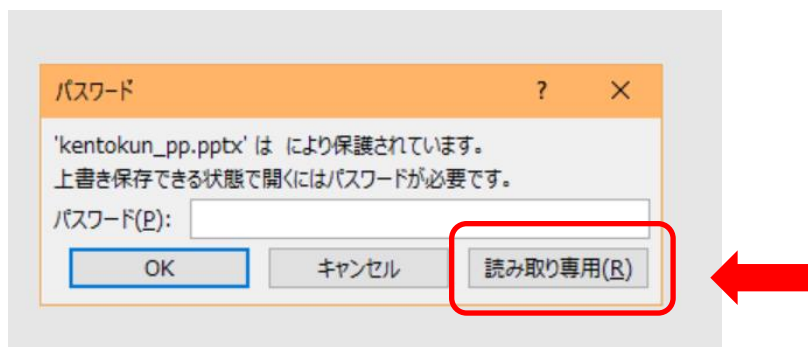 パスワード ? ×
'kentokun_pp.pptx' は により保護されています。
上書き保存できる状態で開くにはパスワードが必要です。
パスワード(P):
OK キャンセル 読み取り専用(R)